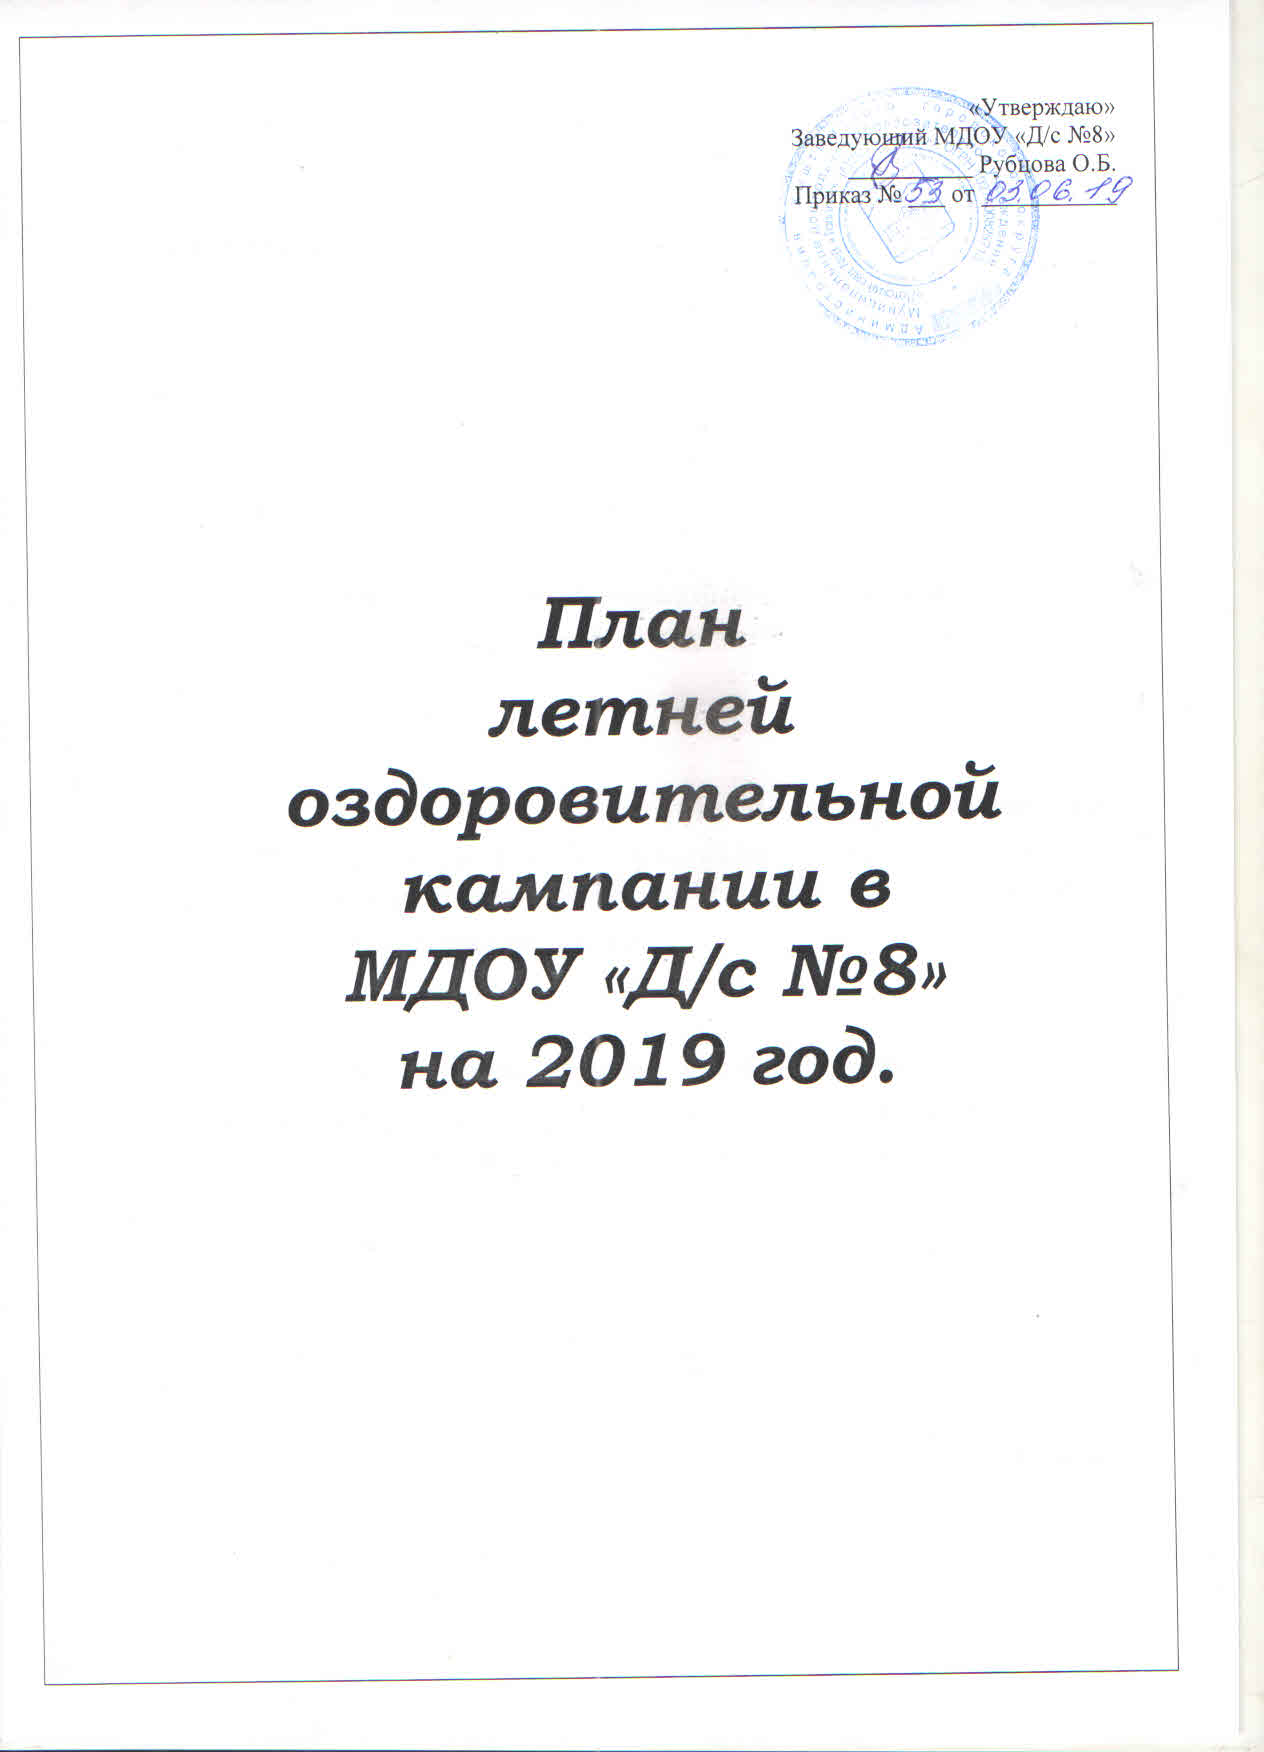 «Утверждаю»
Заведующий МДОУ «Д/с №8»
____________ Рубцова О.Б.
Приказ № 53 от 03.06.19
План
летней
оздоровительной
кампании в
МДОУ «Д/с №8»
на 2019 год.